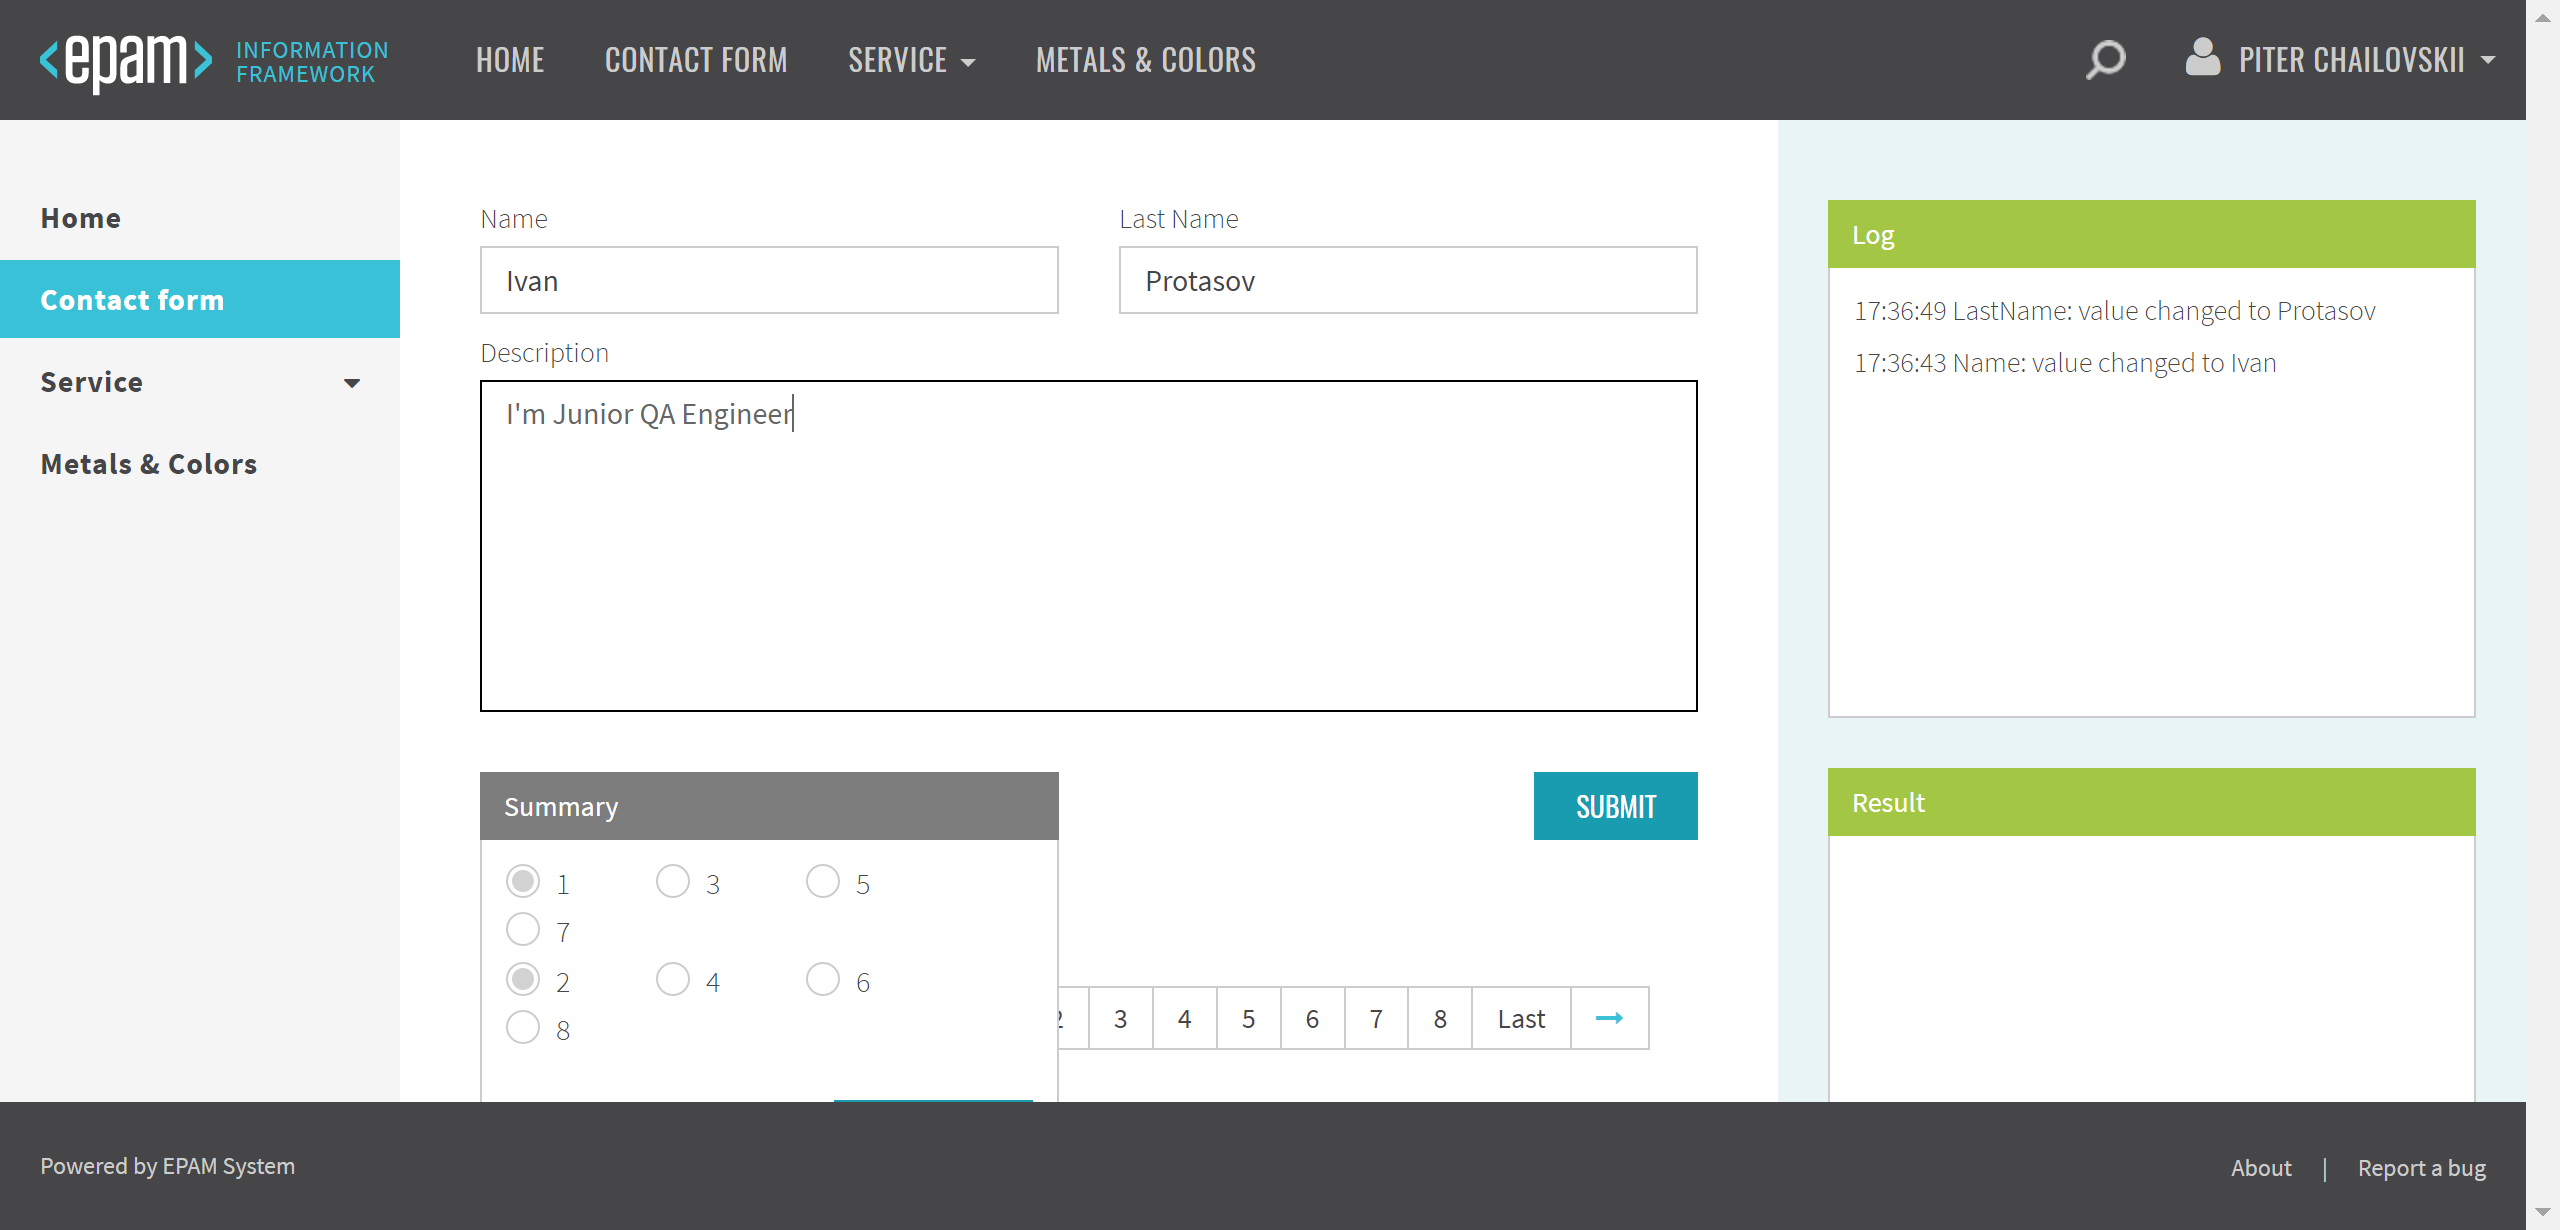 <epam> INFORMATION FRAMEWORK
HOME CONTACT FORM SERVICE METALS & COLORS PITER CHAILOVSKII
Home
Contact form
Service
Metals & Colors
Name Last Name
Ivan Protasov
Description
I'm Junior QA Engineer
Summary SUBMIT
1 3 5
7
2 4 6
8
3 4 5 6 7 8 Last
Log
17:36:49 LastName: value changed to Protasov
17:36:43 Name: value changed to Ivan
Result
Powered by EPAM System
About | Report a bug